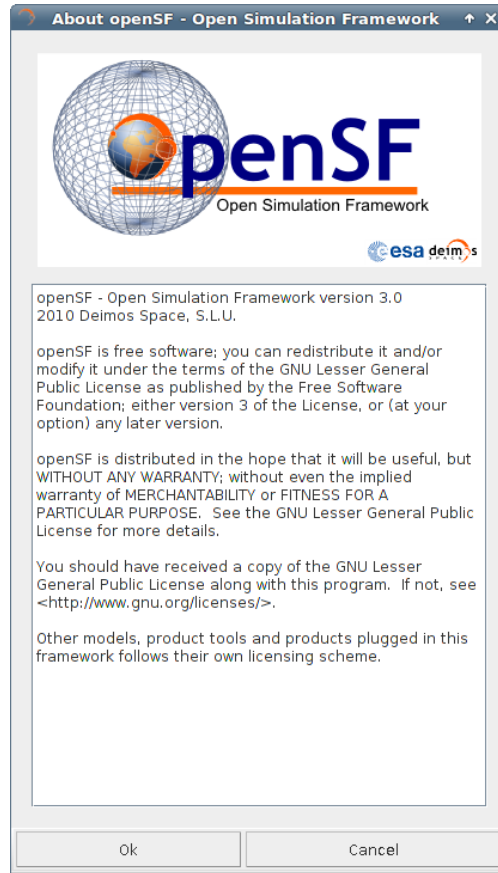 About openSF - Open Simulation Framework
OpenSF
Open Simulation Framework
esa deimos
SPACE
openSF - Open Simulation Framework version 3.0
2010 Deimos Space, S.L.U.
openSF is free software; you can redistribute it and/or
modify it under the terms of the GNU Lesser General
Public License as published by the Free Software
Foundation; either version 3 of the License, or (at your
option) any later version.
openSF is distributed in the hope that it will be useful, but
WITHOUT ANY WARRANTY; without even the implied
warranty of MERCHANTABILITY or FITNESS FOR A
PARTICULAR PURPOSE.  See the GNU Lesser General Public
License for more details.
You should have received a copy of the GNU Lesser
General Public License along with this program.  If not, see
<http://www.gnu.org/licenses/>.
Other models, product tools and products plugged in this
framework follows their own licensing scheme.
Ok
Cancel